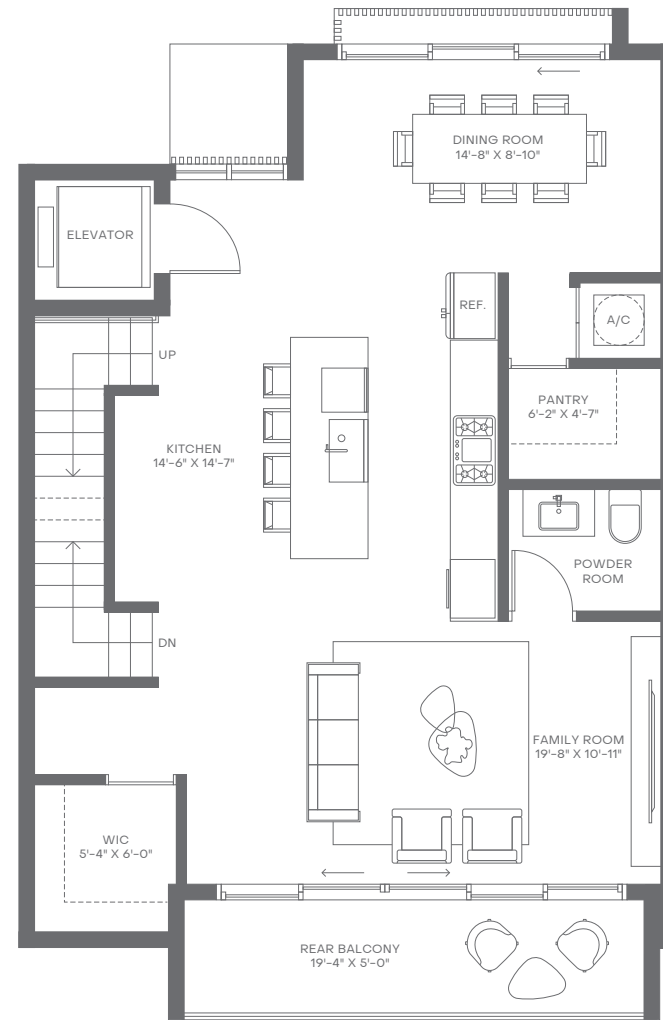 DINING ROOM
14'-8" X 8'-10"
ELEVATOR
REF.
A/C
UP
PANTRY
6'-2" X 4'-7"
KITCHEN
14'-6" X 14'-7"
POWDER
ROOM
DN
FAMILY ROOM
19'-8" X 10'-11"
WIC
5'-4" X 6'-0"
REAR BALCONY
19'-4" X 5'-0"